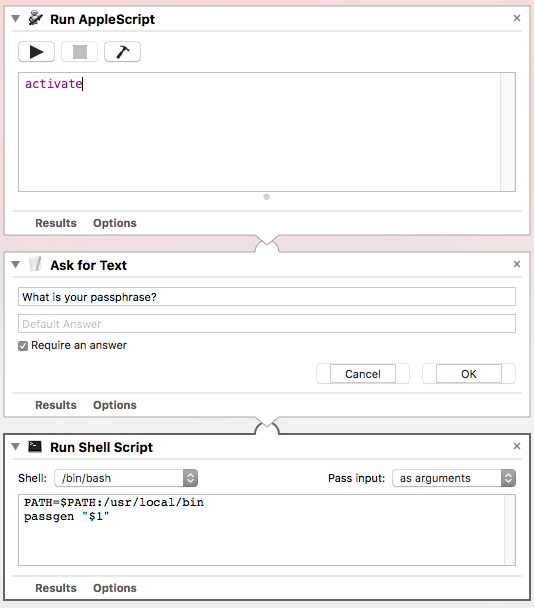 Run AppleScript
activate
Results Options
Ask for Text
What is your passphrase?
Default Answer
Require an answer
Cancel OK
Results Options
Run Shell Script
Shell: /bin/bash Pass input: as arguments
PATH=$PATH:/usr/local/bin
passgen "$1"
Results Options